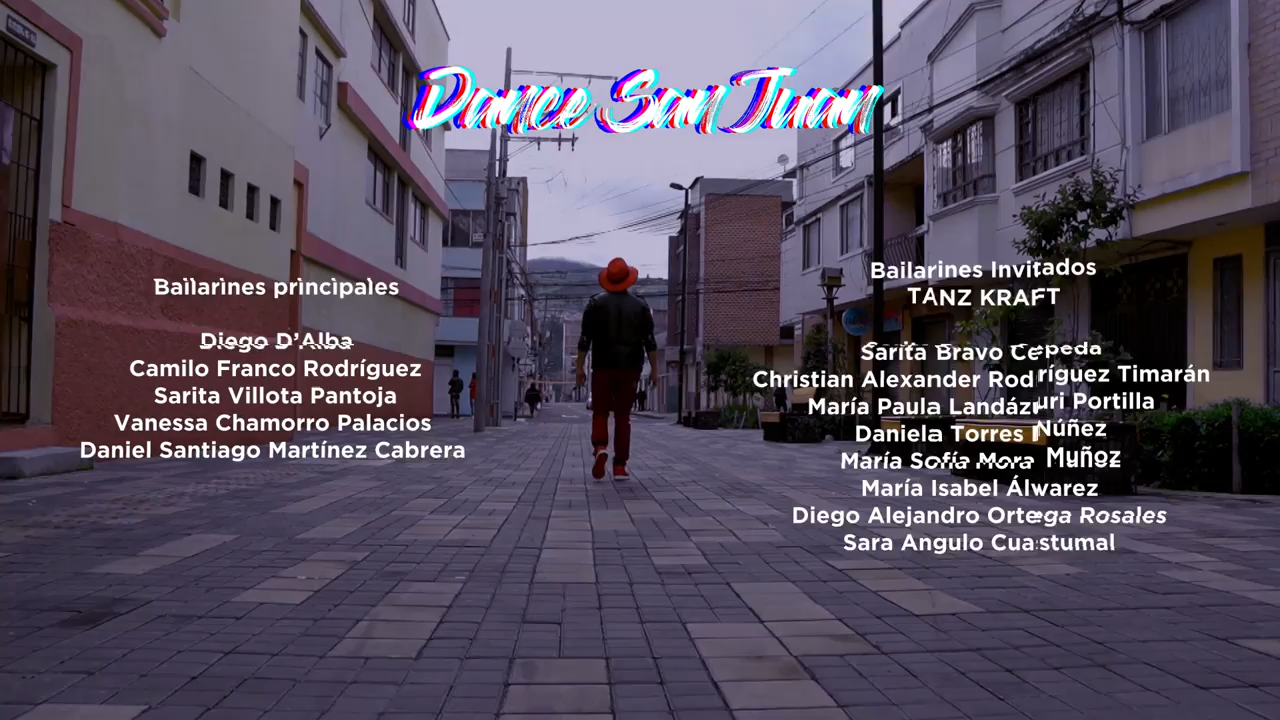 Dance San Juan
Bailarines principales
Diego D'Alba
Camilo Franco Rodríguez
Sarita Villota Pantoja
Vanessa Chamorro Palacios
Daniel Santiago Martínez Cabrera
Bailarines Invitados
TANZ KRAFT
Sarita Bravo Cepeda
Christian Alexander Rodríguez Timarán
María Paula Landázuri Portilla
Daniela Torres Núñez
María Sofía Mora Muñoz
María Isabel Álvarez
Diego Alejandro Ortega Rosales
Sara Angulo Cuastumal